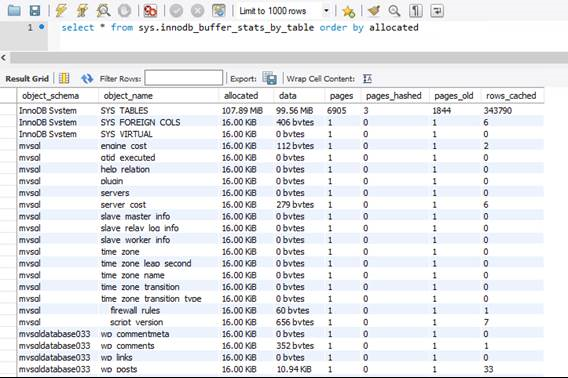 Limit to 1000 rows
1 select * from sys.innodb_buffer_stats_by_table order by allocated
Result Grid Filter Rows: Export: Wrap Cell Content:
object_schema object_name allocated data pages pages_hashed pages_old rows_cached
InnoDB System SYS_TABLES 107.89 MiB 99.56 MiB 6905 3 1844 343790
InnoDB System SYS_FOREIGN_COLS 16.00 KiB 406 bytes 1 0 1 6
InnoDB System SYS_VIRTUAL 16.00 KiB 0 bytes 1 0 1 0
mysql engine_cost 16.00 KiB 112 bytes 1 0 1 2
mysql gtid_executed 16.00 KiB 0 bytes 1 0 1 0
mysql help_relation 16.00 KiB 0 bytes 1 0 1 0
mysql plugin 16.00 KiB 0 bytes 1 0 1 0
mysql servers 16.00 KiB 0 bytes 1 0 1 0
mysql server_cost 16.00 KiB 279 bytes 1 0 1 6
mysql slave_master_info 16.00 KiB 0 bytes 1 0 1 0
mysql slave_relay_log_info 16.00 KiB 0 bytes 1 0 1 0
mysql slave_worker_info 16.00 KiB 0 bytes 1 0 1 0
mysql time_zone 16.00 KiB 0 bytes 1 0 1 0
mysql time_zone_leap_second 16.00 KiB 0 bytes 1 0 1 0
mysql time_zone_name 16.00 KiB 0 bytes 1 0 1 0
mysql time_zone_transition 16.00 KiB 0 bytes 1 0 1 0
mysql time_zone_transition_type 16.00 KiB 0 bytes 1 0 1 0
mysql firewall_rules 16.00 KiB 60 bytes 1 0 1 1
mysql script_version 16.00 KiB 656 bytes 1 0 1 7
mysqldatabase033 wp_commentmeta 16.00 KiB 0 bytes 1 0 1 0
mysqldatabase033 wp_comments 16.00 KiB 352 bytes 1 0 1 1
mysqldatabase033 wp_links 16.00 KiB 0 bytes 1 0 1 0
mysqldatabase033 wp_posts 16.00 KiB 10.94 KiB 1 0 1 33